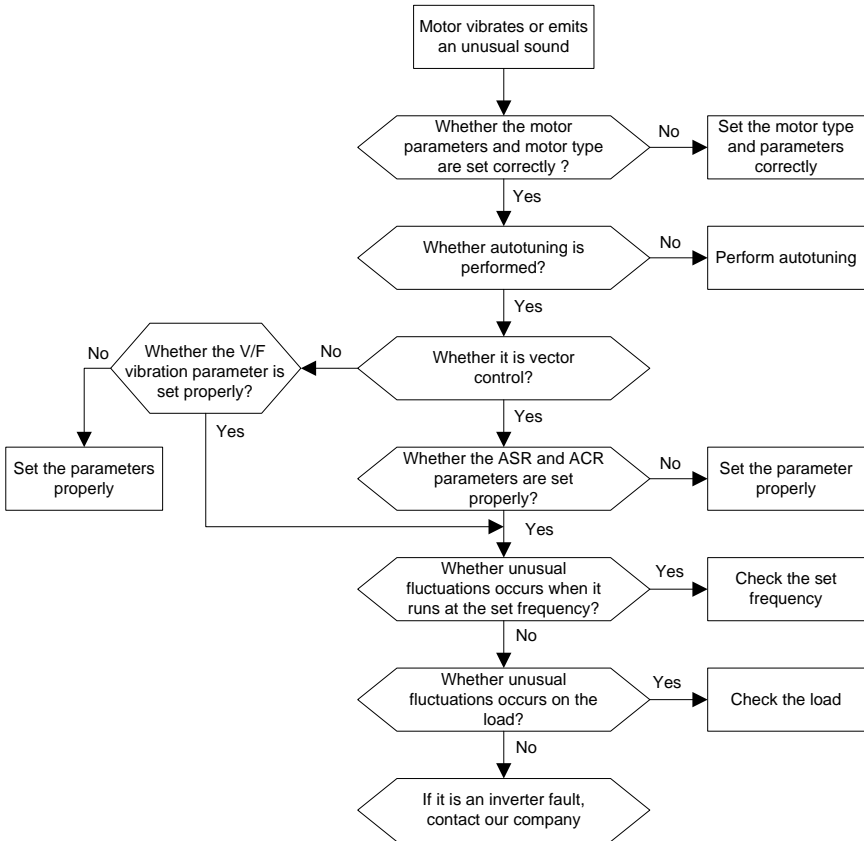 Motor vibrates or emits
an unusual sound
Whether the motor
parameters and motor type
are set correctly ?
No
Set the motor type
and parameters
correctly
Yes
Whether autotuning is
performed?
No
Perform autotuning
Yes
Whether it is vector
control?
No
Whether the V/F
vibration parameter is
set properly?
No
Set the parameters
properly
Yes
Yes
Whether the ASR and ACR
parameters are set
properly?
No
Set the parameter
properly
Yes
Whether unusual
fluctuations occurs when it
runs at the set frequency?
Yes
Check the set
frequency
No
Whether unusual
fluctuations occurs on the
load?
Yes
Check the load
No
If it is an inverter fault,
contact our company